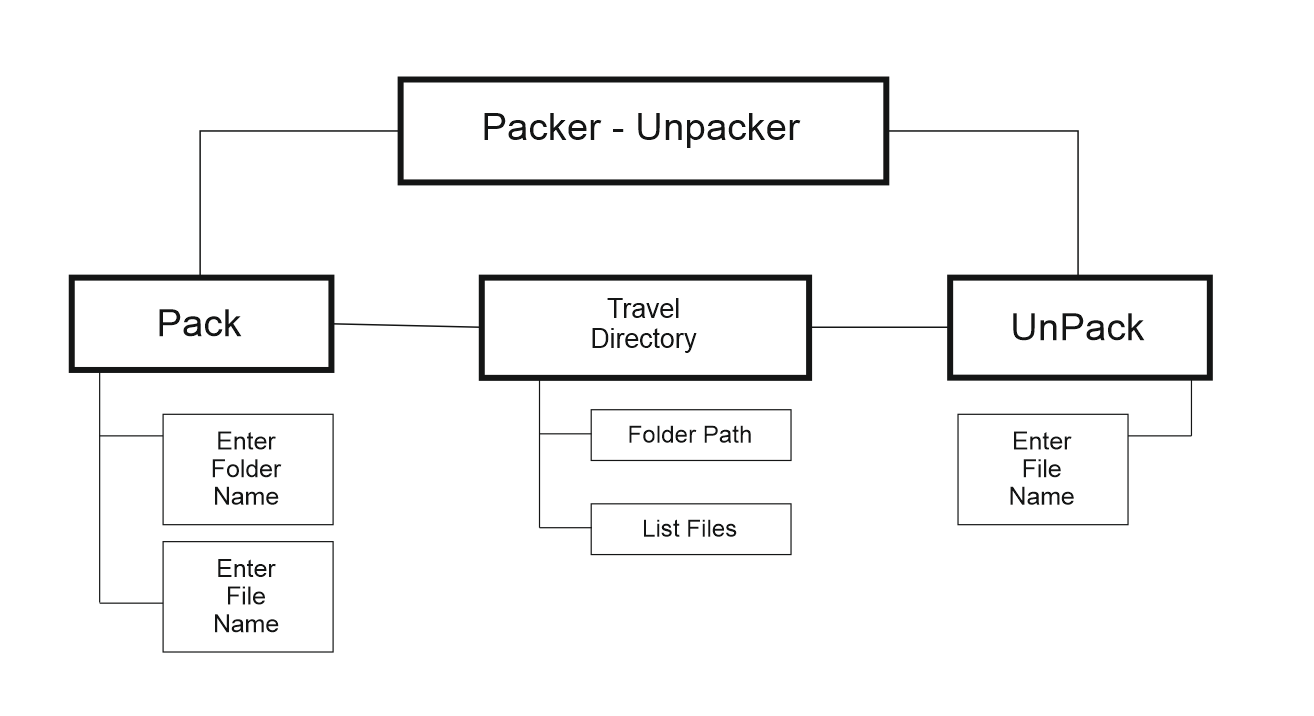 Packer - Unpacker
Pack
Travel
Directory
UnPack
Enter
Folder
Name
Enter
File
Name
Folder Path
List Files
Enter
File
Name